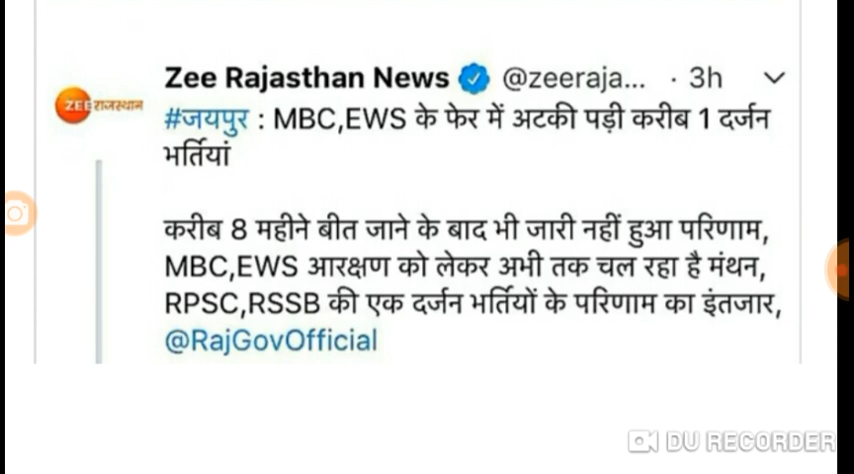 Zee Rajasthan News @zeeraja... · 3h
ZEE राजस्थान
#जयपुर : MBC,EWS के फेर में अटकी पड़ी करीब 1 दर्जन
भर्तियां
करीब 8 महीने बीत जाने के बाद भी जारी नहीं हुआ परिणाम,
MBC,EWS आरक्षण को लेकर अभी तक चल रहा है मंथन,
RPSC,RSSB की एक दर्जन भर्तियों के परिणाम का इंतजार,
@RajGovOfficial
DU RECORDER